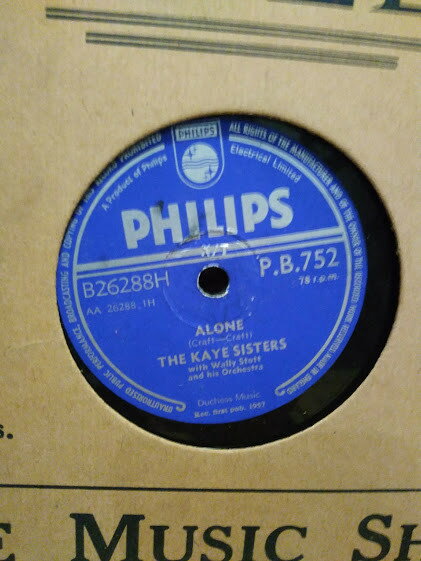 PHILIPS
UNAUTHORISED PUBLIC PERFORMANCE, BROADCASTING AND COPYING OF THIS RECORD PROHIBITED
ALL RIGHTS OF THE MANUFACTURER AND OF THE OWNER OF THE RECORDED WORK RESERVED
MADE IN ENGLAND
A Product of Philips
Electrical Limited
PHILIPS
K/T
B26288H
P.B.752
AA 26288.1H
78 r.p.m.
ALONE
(Craft—Craft)
THE KAYE SISTERS
with Wally Stott
and his Orchestra
Duchess Music
Rec. first pub. 1957
s.
E MUSIC SH